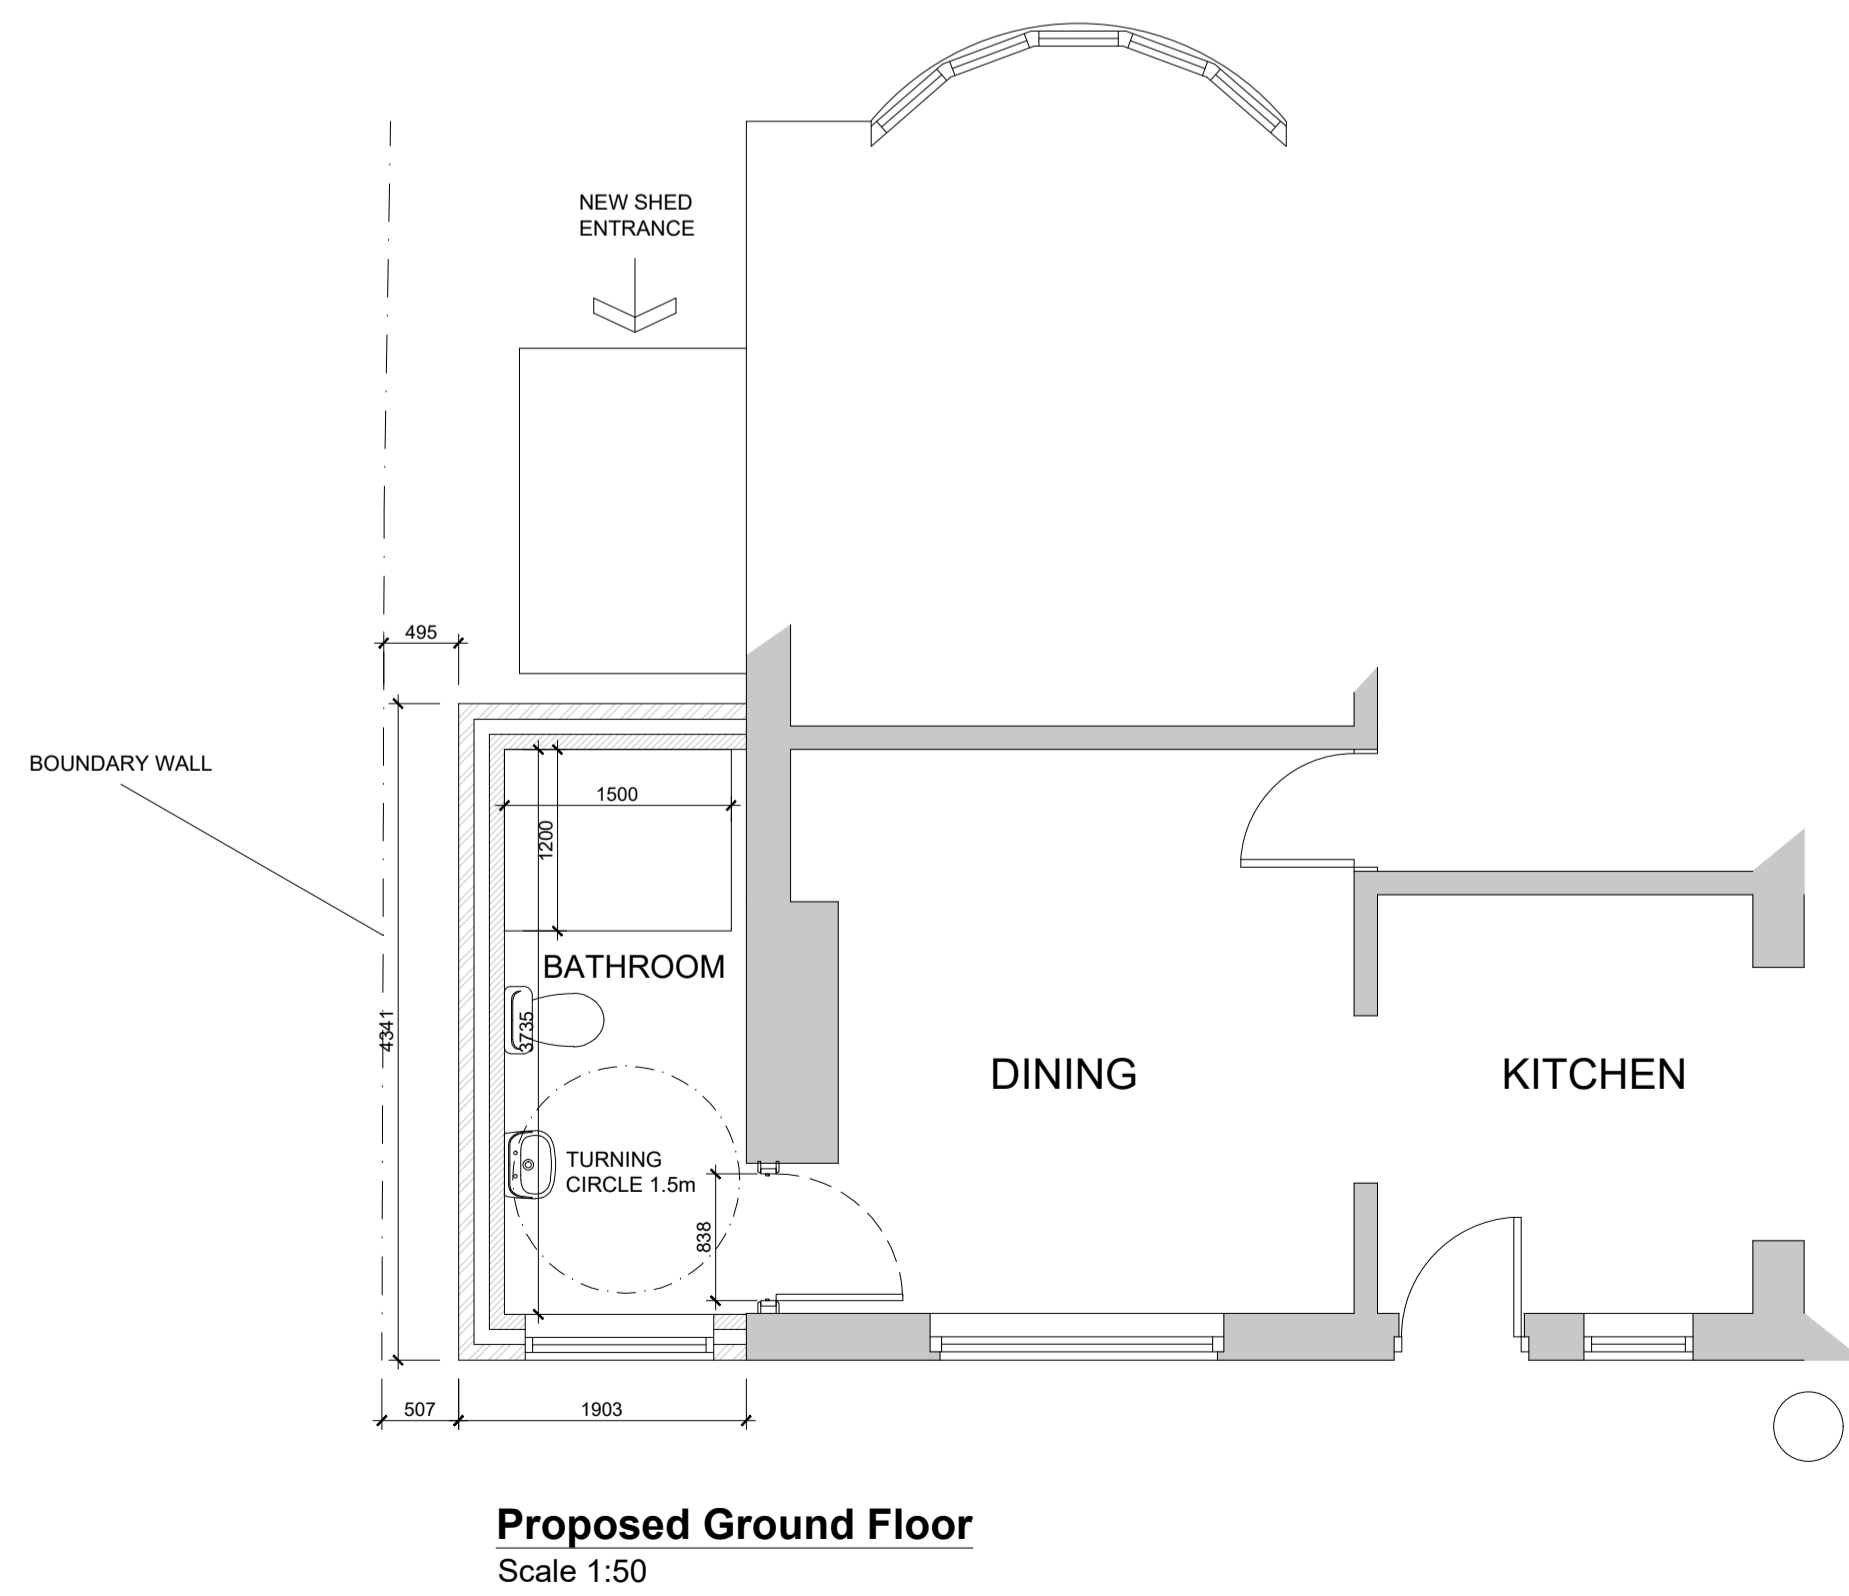 NEW SHED
ENTRANCE
495
BOUNDARY WALL
1500
1200
BATHROOM
4341
3735
DINING
KITCHEN
TURNING
CIRCLE 1.5m
838
507
1903
Proposed Ground Floor
Scale 1:50